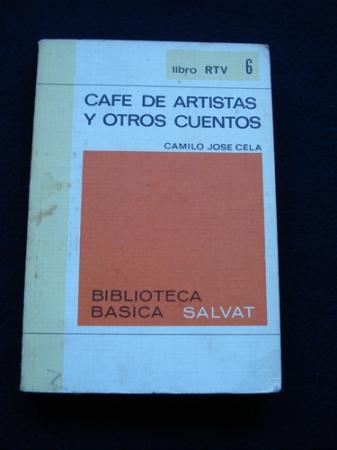 libro RTV 6
CAFE DE ARTISTAS
Y OTROS CUENTOS
CAMILO JOSE CELA
BIBLIOTECA
BASICA SALVAT